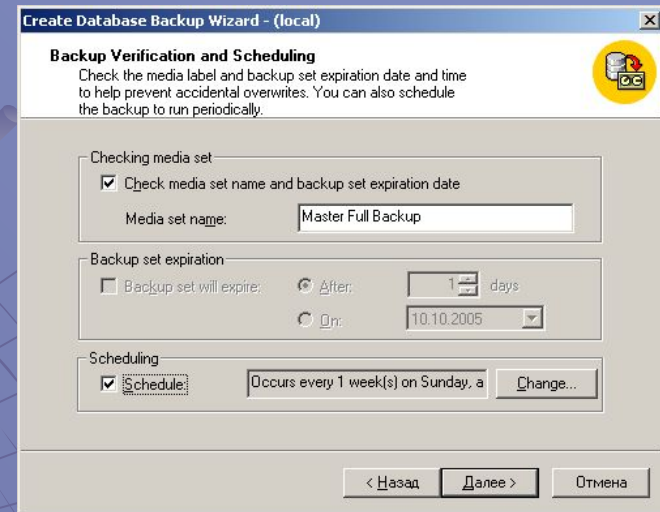 Create Database Backup Wizard - (local)
Backup Verification and Scheduling
Check the media label and backup set expiration date and time
to help prevent accidental overwrites. You can also schedule
the backup to run periodically.
Checking media set
Check media set name and backup set expiration date
Media set name: Master Full Backup
Backup set expiration
Backup set will expire: After: 1 days
On: 10.10.2005
Scheduling
Schedule: Occurs every 1 week(s) on Sunday, a Change...
< Назад Далее > Отмена